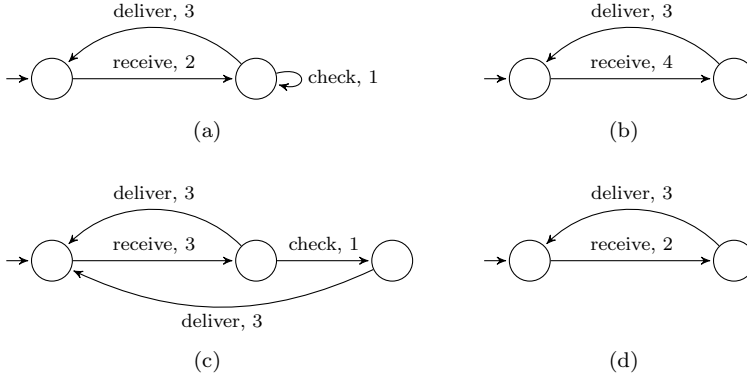 deliver, 3
receive, 2
check, 1
(a)
deliver, 3
receive, 4
(b)
deliver, 3
receive, 3
check, 1
deliver, 3
(c)
deliver, 3
receive, 2
(d)